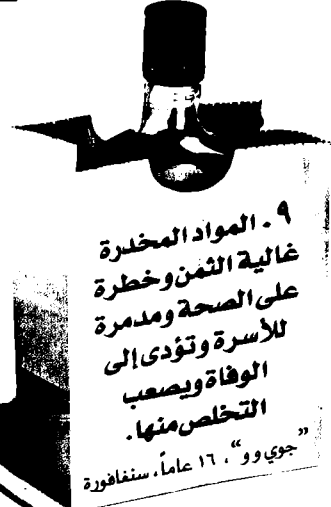 ٩. المواد المخدرة
غالية الثمن وخطرة
على الصحة ومدمرة
للأسرة وتؤدى إلى
الوفاة ويصعب
التخلص منها.
"جوي وو"، ١٦ عاماً، سنغافورة